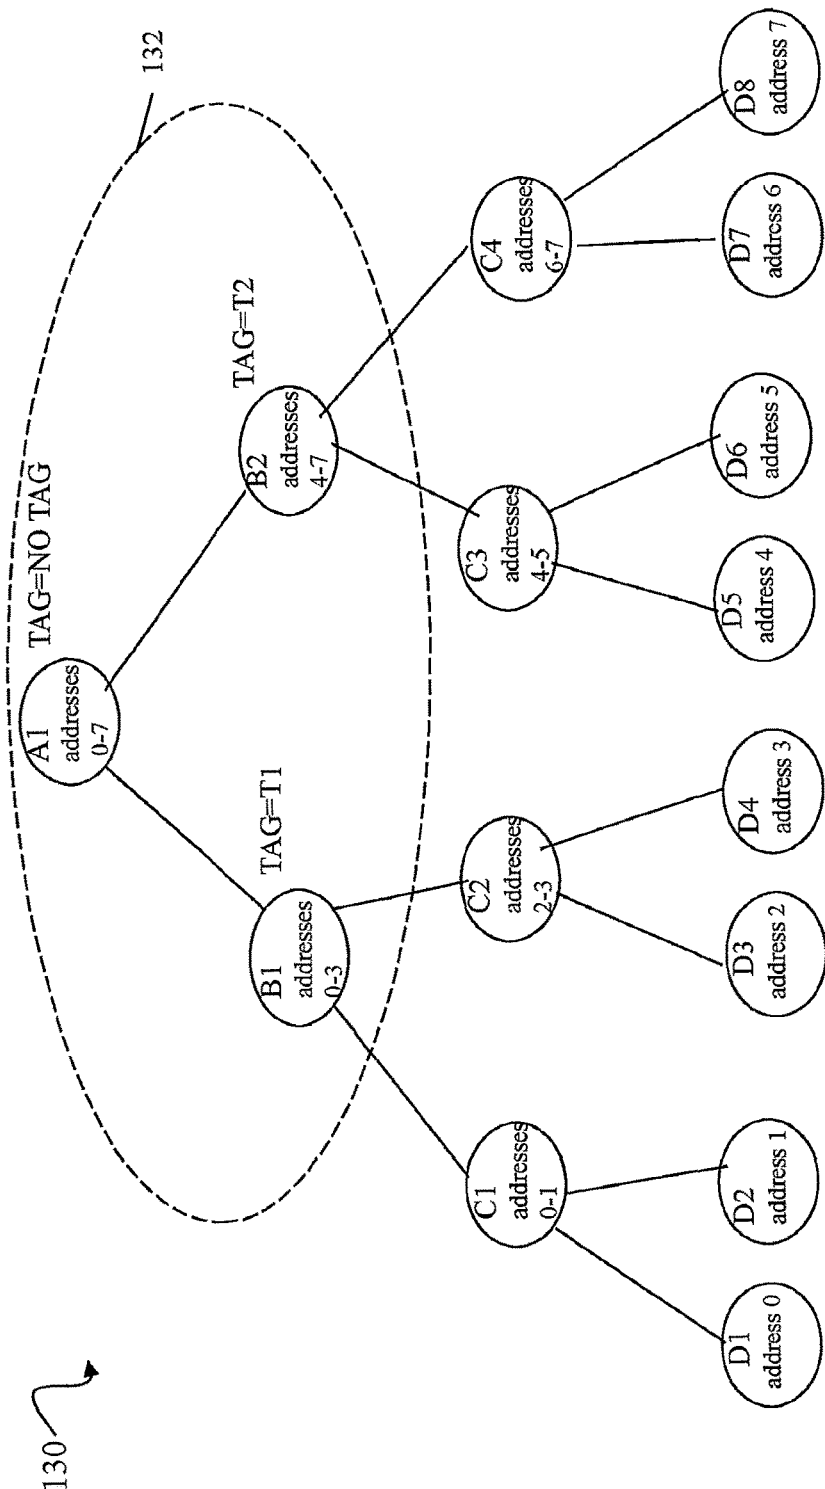 130
132
TAG=NO TAG
A1
addresses
0-7
TAG=T1
B1
addresses
0-3
TAG=T2
B2
addresses
4-7
C1
addresses
0-1
C2
addresses
2-3
C3
addresses
4-5
C4
addresses
6-7
D1
address 0
D2
address 1
D3
address 2
D4
address 3
D5
address 4
D6
address 5
D7
address 6
D8
address 7